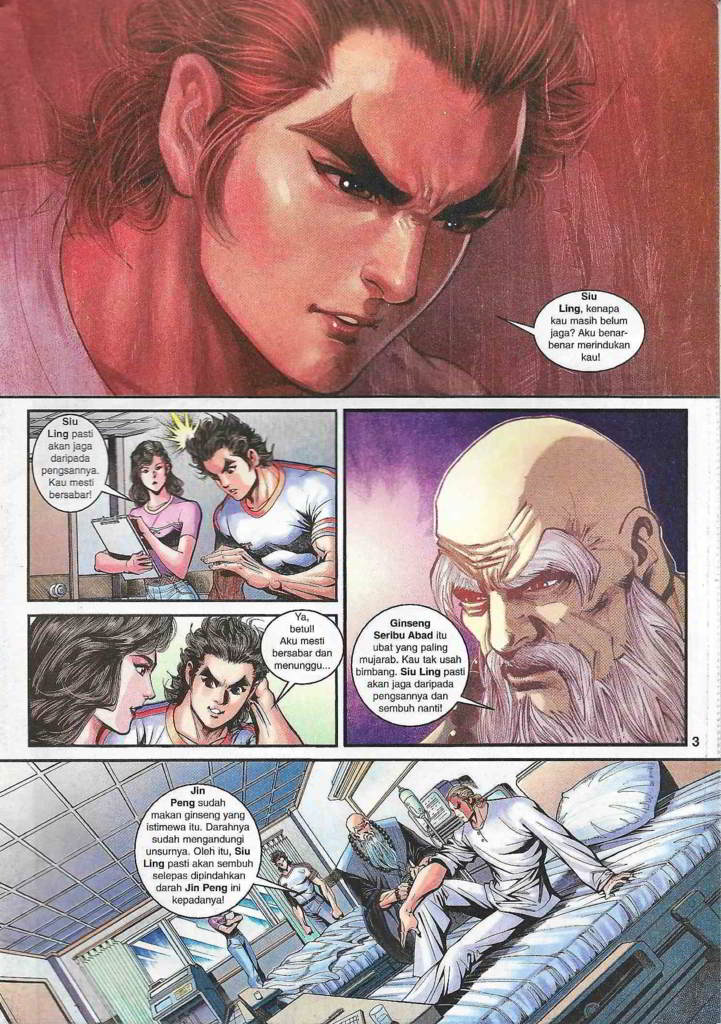 Siu
Ling, kenapa
kau masih belum
jaga? Aku benar-
benar merindukan
kau!
Siu
Ling pasti
akan jaga
daripada
pengsannya.
Kau mesti
bersabar!
Ya,
betul!
Aku mesti
bersabar dan
menunggu...
Ginseng
Seribu Abad itu
ubat yang paling
mujarab. Kau tak usah
bimbang. Siu Ling pasti
akan jaga daripada
pengsannya dan
sembuh nanti!
3
Jin
Peng sudah
makan ginseng yang
istimewa itu. Darahnya
sudah mengandungi
unsurnya. Oleh itu, Siu
Ling pasti akan sembuh
selepas dipindahkan
darah Jin Peng ini
kepadanya!